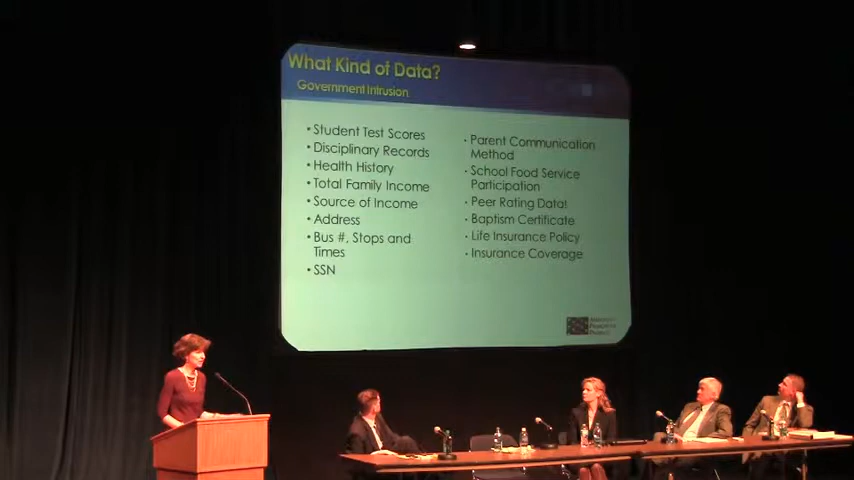 What Kind of Data?
Government Intrusion
• Student Test Scores
• Disciplinary Records
• Health History
• Total Family Income
• Source of Income
• Address
• Bus #, Stops and
Times
• SSN
• Parent Communication
Method
• School Food Service
Participation
• Peer Rating Data!
• Baptism Certificate
• Life Insurance Policy
• Insurance Coverage